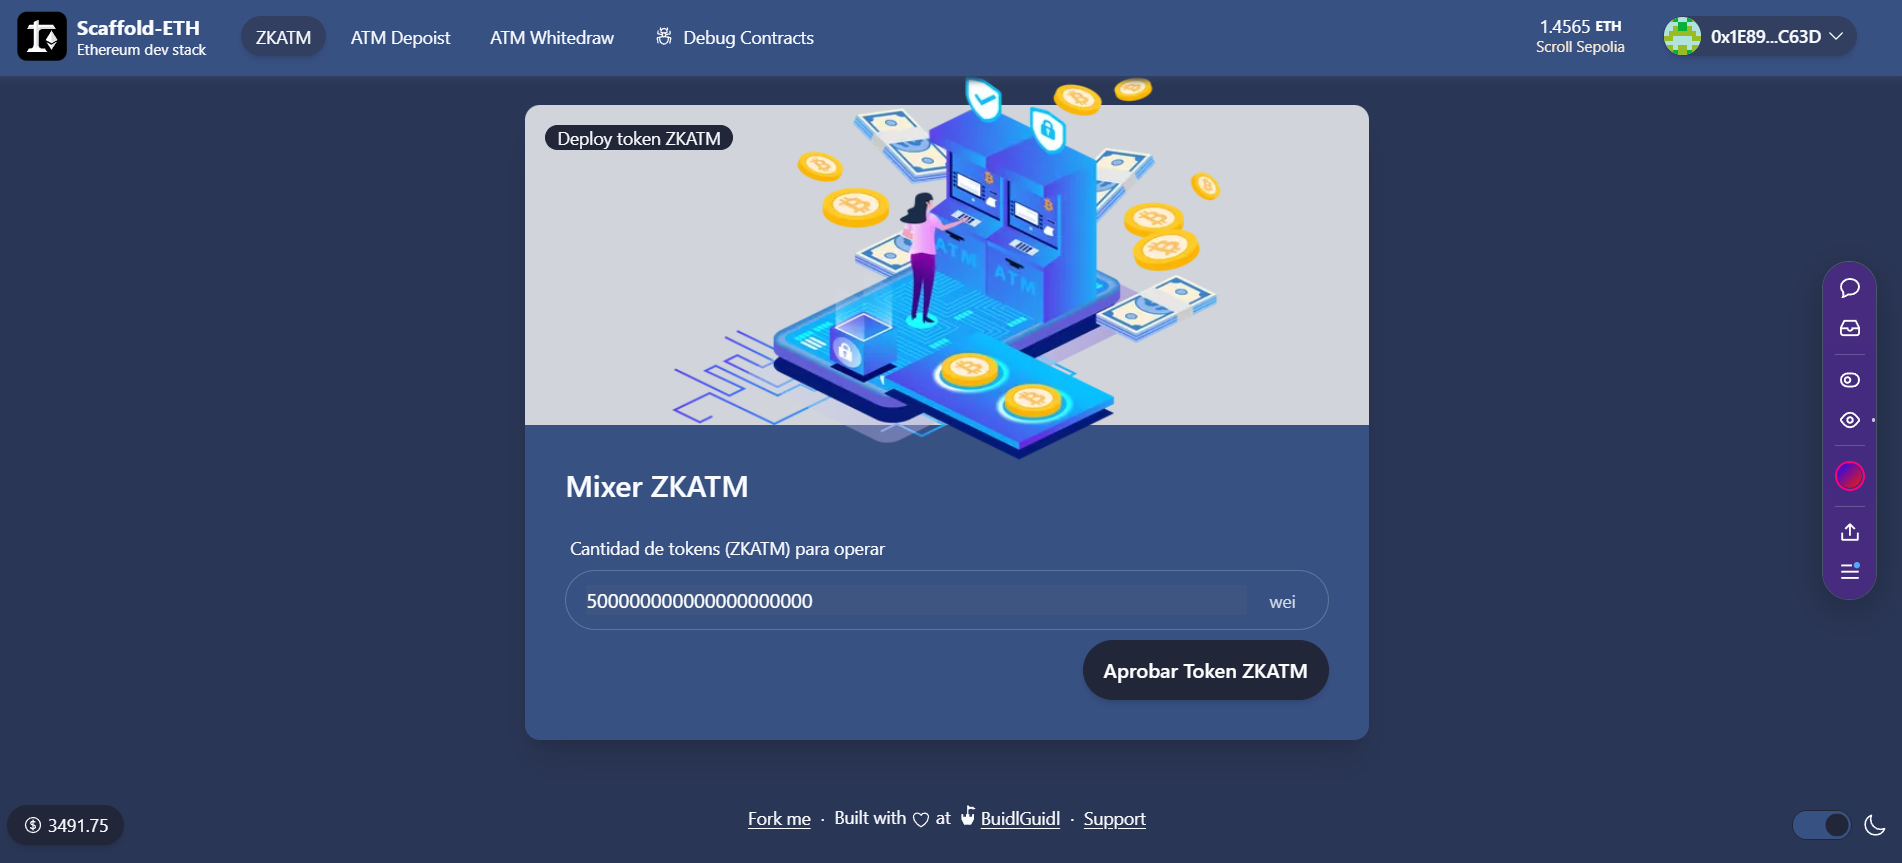 Scaffold-ETH
Ethereum dev stack
ZKATM
ATM Depoist
ATM Whitedraw
Debug Contracts
1.4565 ETH
Scroll Sepolia
0x1E89...C63D
Deploy token ZKATM
ATM
ATM
Mixer ZKATM
Cantidad de tokens (ZKATM) para operar
500000000000000000000
wei
Aprobar Token ZKATM
3491.75
Fork me · Built with at BuidlGuidl · Support